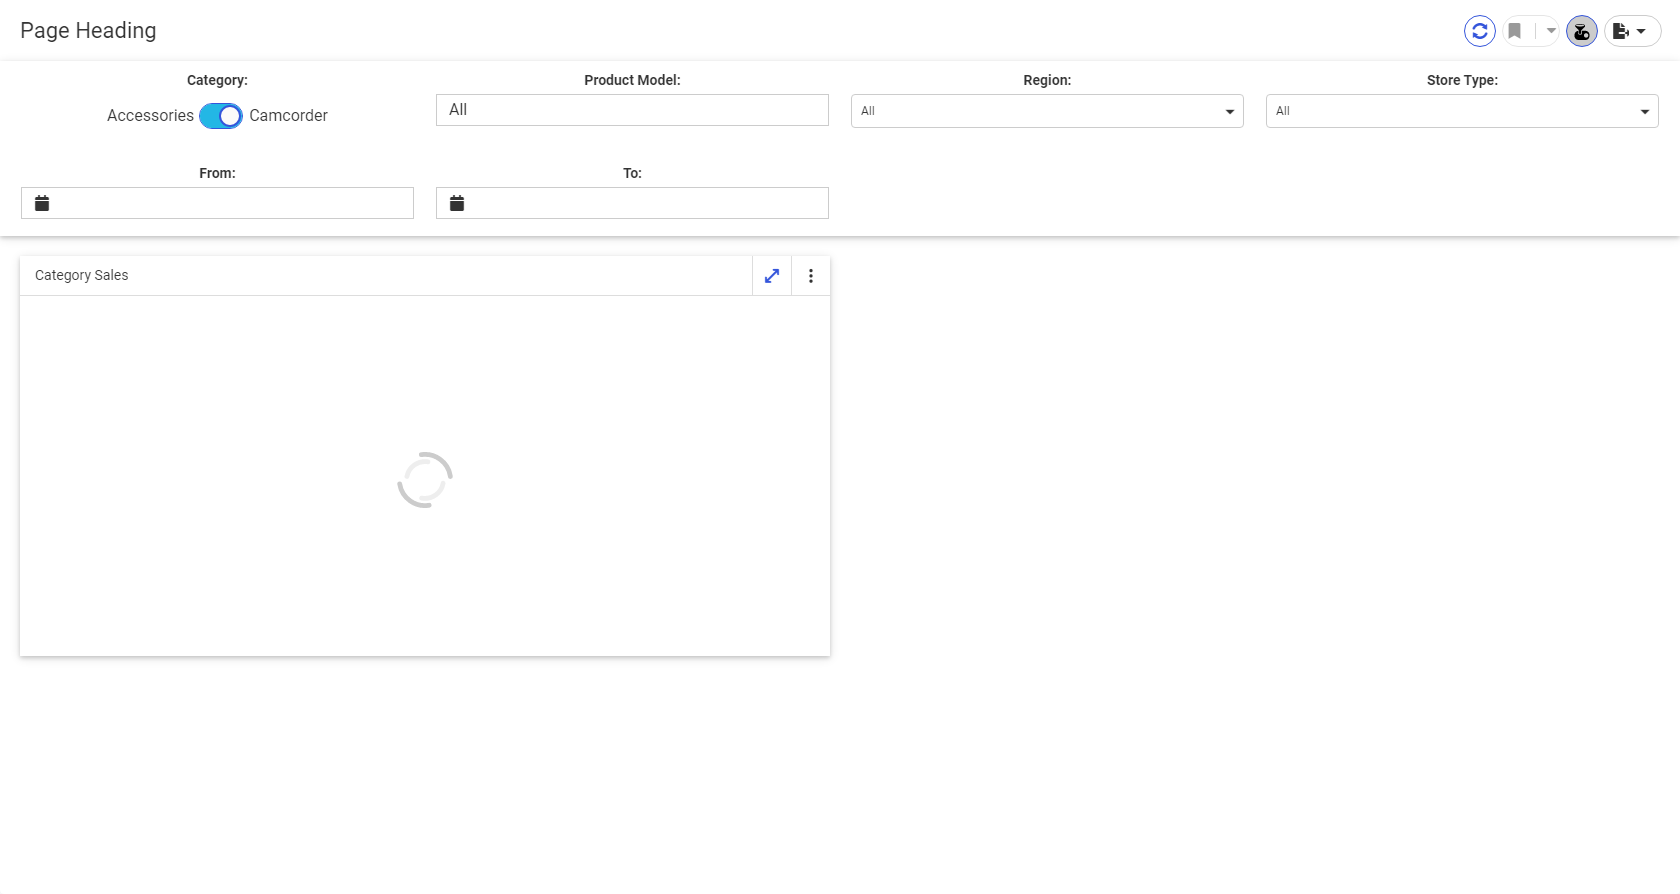 Page Heading
Category:
Product Model:
Region:
Store Type:
Accessories
Camcorder
All
All
All
From:
To:
Category Sales